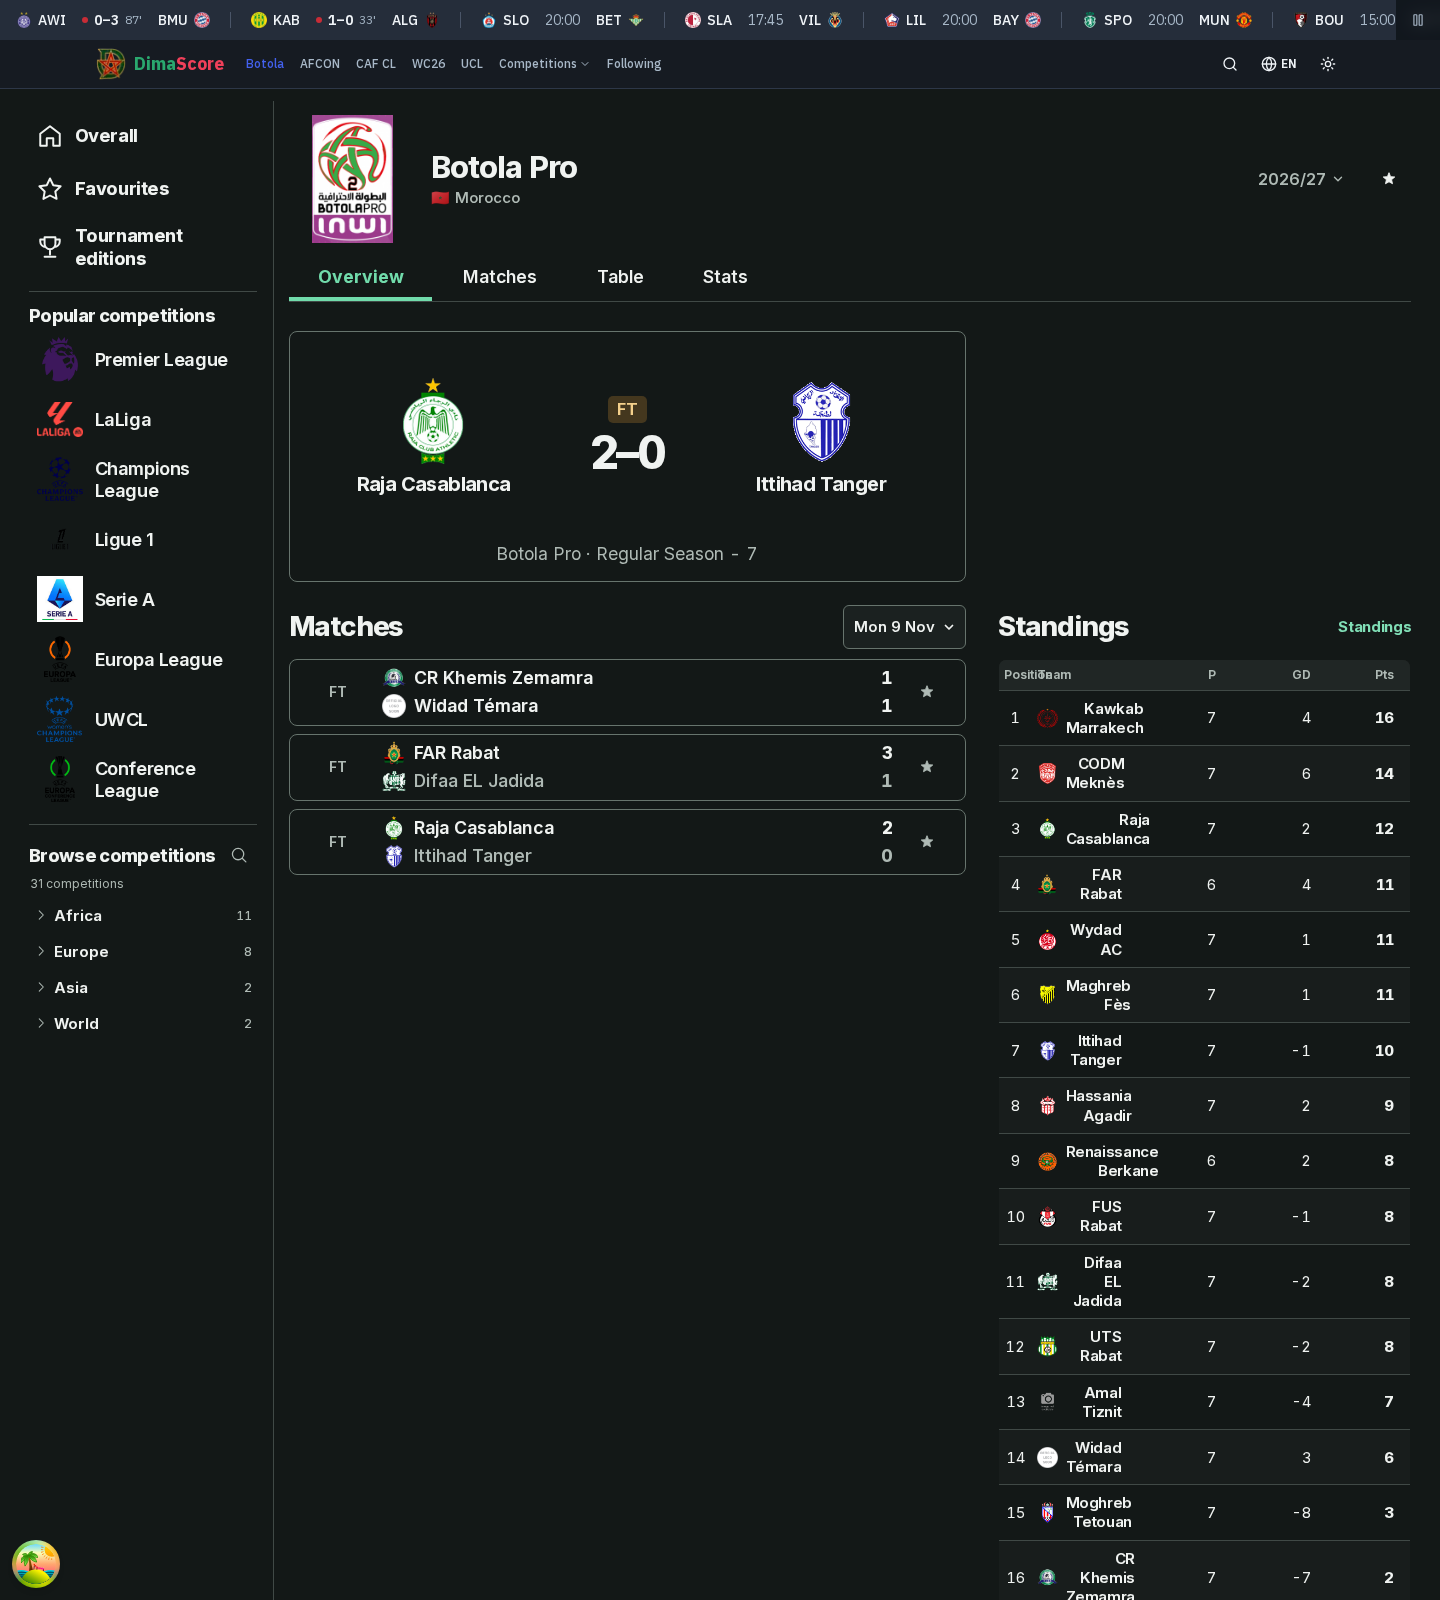 AWI 0–3 87' BMU KAB 1–0 33' ALG SLO 20:00 BET SLA 17:45 VIL LIL 20:00 BAY SPO 20:00 MUN BOU 15:00
DimaScore Botola AFCON CAF CL WC26 UCL Competitions Following EN
Overall
Favourites
Tournament
editions
Popular competitions
Premier League
LaLiga
Champions
League
Ligue 1
Serie A
Europa League
UWCL
Conference
League
Browse competitions
31 competitions
Africa 11
Europe 8
Asia 2
World 2
البطولة الاحترافية
BOTOLAPRO
inwi
Botola Pro
Morocco
2026/27
Overview Matches Table Stats
FT
2–0
Raja Casablanca Ittihad Tanger
Botola Pro · Regular Season - 7
Matches Mon 9 Nov
FT CR Khemis Zemamra 1
Widad Témara 1
FT FAR Rabat 3
Difaa EL Jadida 1
FT Raja Casablanca 2
Ittihad Tanger 0
Standings Standings
Position Team P GD Pts
1 Kawkab Marrakech 7 4 16
2 CODM Meknès 7 6 14
3 Raja Casablanca 7 2 12
4 FAR Rabat 6 4 11
5 Wydad AC 7 1 11
6 Maghreb Fès 7 1 11
7 Ittihad Tanger 7 -1 10
8 Hassania Agadir 7 2 9
9 Renaissance Berkane 6 2 8
10 FUS Rabat 7 -1 8
11 Difaa EL Jadida 7 -2 8
12 UTS Rabat 7 -2 8
13 Amal Tiznit 7 -4 7
14 Widad Témara 7 3 6
15 Moghreb Tetouan 7 -8 3
16 CR Khemis Zemamra 7 -7 2